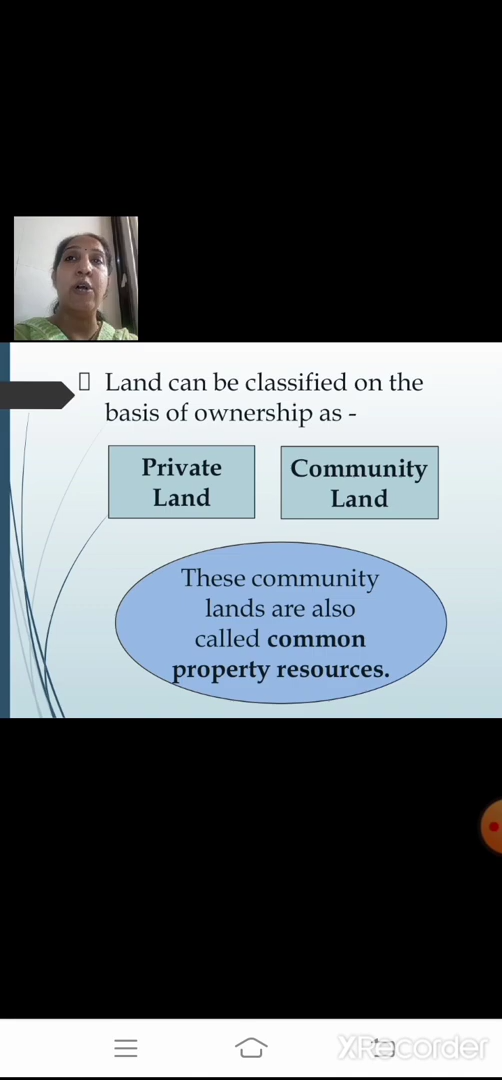 Land can be classified on the
basis of ownership as -
Private
Land
Community
Land
These community
lands are also
called common
property resources.
XRecorder